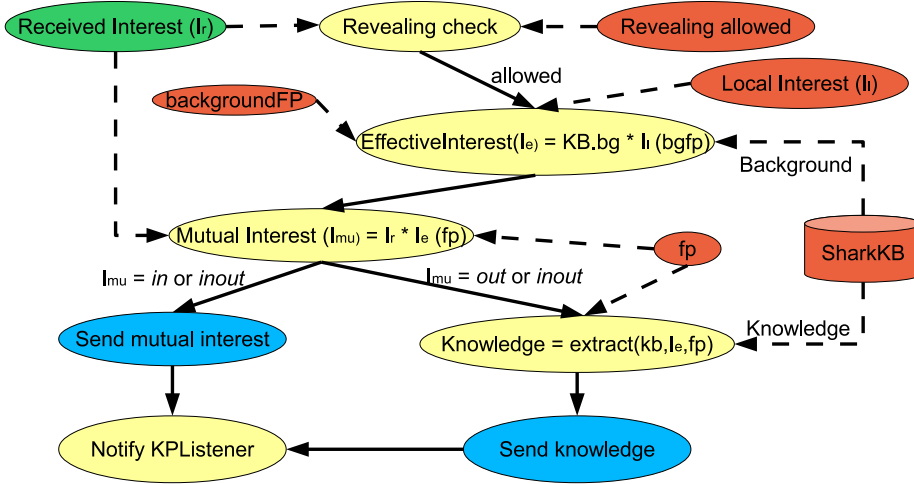 Received Interest (Ir)
Revealing check
Revealing allowed
allowed
Local Interest (Il)
backgroundFP
EffectiveInterest(Ie) = KB.bg * Il (bgfp)
Background
Mutual Interest (Imu) = Ir * Ie (fp)
fp
SharkKB
Imu = in or inout
Imu = out or inout
Send mutual interest
Knowledge = extract(kb,Ie,fp)
Knowledge
Notify KPListener
Send knowledge